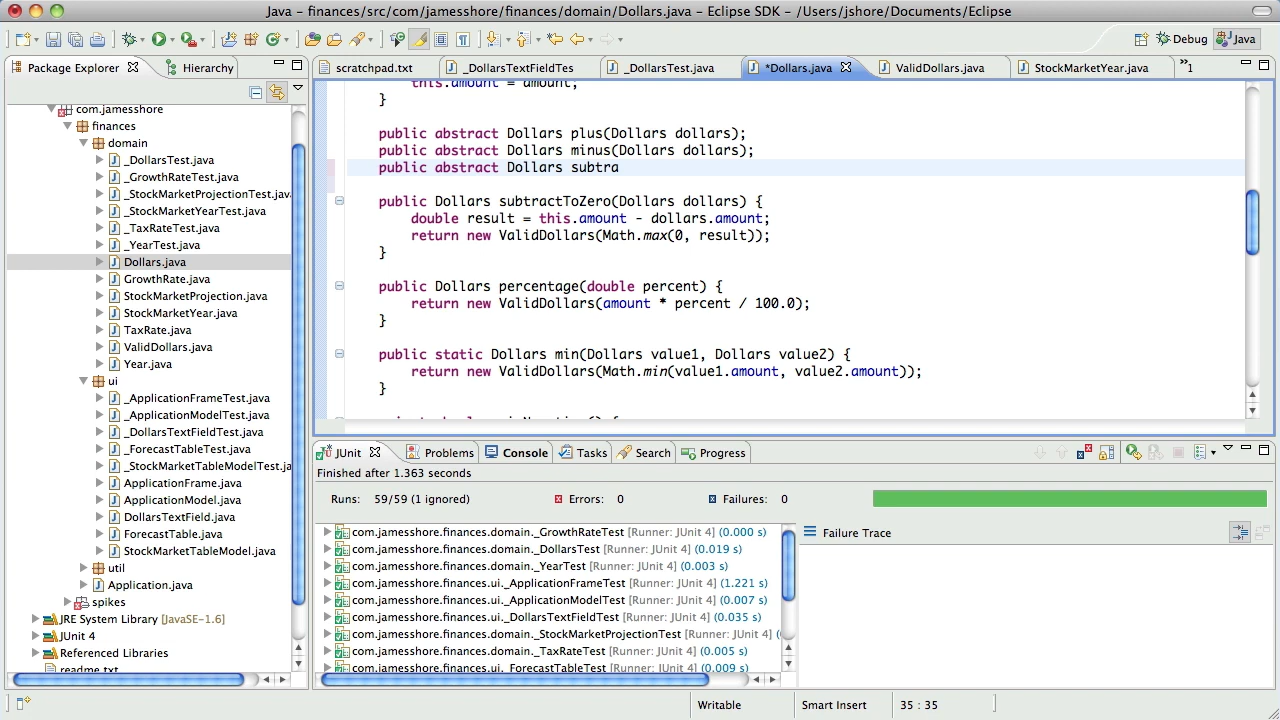 Java – finances/src/com/jamesshore/finances/domain/Dollars.java – Eclipse SDK – /Users/jshore/Documents/Eclipse
Debug Java
Package Explorer Hierarchy
scratchpad.txt _DollarsTextFieldTes _DollarsTest.java *Dollars.java ValidDollars.java StockMarketYear.java »1
com.jamesshore
finances
domain
_DollarsTest.java
_GrowthRateTest.java
_StockMarketProjectionTest.java
_StockMarketYearTest.java
_TaxRateTest.java
_YearTest.java
Dollars.java
GrowthRate.java
StockMarketProjection.java
StockMarketYear.java
TaxRate.java
ValidDollars.java
Year.java
ui
_ApplicationFrameTest.java
_ApplicationModelTest.java
_DollarsTextFieldTest.java
_ForecastTableTest.java
_StockMarketTableModelTest.ja
ApplicationFrame.java
ApplicationModel.java
DollarsTextField.java
ForecastTable.java
StockMarketTableModel.java
util
Application.java
spikes
JRE System Library [JavaSE-1.6]
JUnit 4
Referenced Libraries
readme.txt
this.amount = amount;
}
public abstract Dollars plus(Dollars dollars);
public abstract Dollars minus(Dollars dollars);
public abstract Dollars subtra
public Dollars subtractToZero(Dollars dollars) {
double result = this.amount - dollars.amount;
return new ValidDollars(Math.max(0, result));
}
public Dollars percentage(double percent) {
return new ValidDollars(amount * percent / 100.0);
}
public static Dollars min(Dollars value1, Dollars value2) {
return new ValidDollars(Math.min(value1.amount, value2.amount));
}
JUnit Problems Console Tasks Search Progress
Finished after 1.363 seconds
Runs: 59/59 (1 ignored) Errors: 0 Failures: 0
com.jamesshore.finances.domain._GrowthRateTest [Runner: JUnit 4] (0.000 s)
com.jamesshore.finances.domain._DollarsTest [Runner: JUnit 4] (0.019 s)
com.jamesshore.finances.domain._YearTest [Runner: JUnit 4] (0.003 s)
com.jamesshore.finances.ui._ApplicationFrameTest [Runner: JUnit 4] (1.221 s)
com.jamesshore.finances.ui._ApplicationModelTest [Runner: JUnit 4] (0.007 s)
com.jamesshore.finances.ui._DollarsTextFieldTest [Runner: JUnit 4] (0.035 s)
com.jamesshore.finances.domain._StockMarketProjectionTest [Runner: JUnit 4] (
com.jamesshore.finances.domain._TaxRateTest [Runner: JUnit 4] (0.005 s)
com.jamesshore.finances.ui._ForecastTableTest [Runner: JUnit 4] (0.009 s)
Failure Trace
Writable Smart Insert 35 : 35